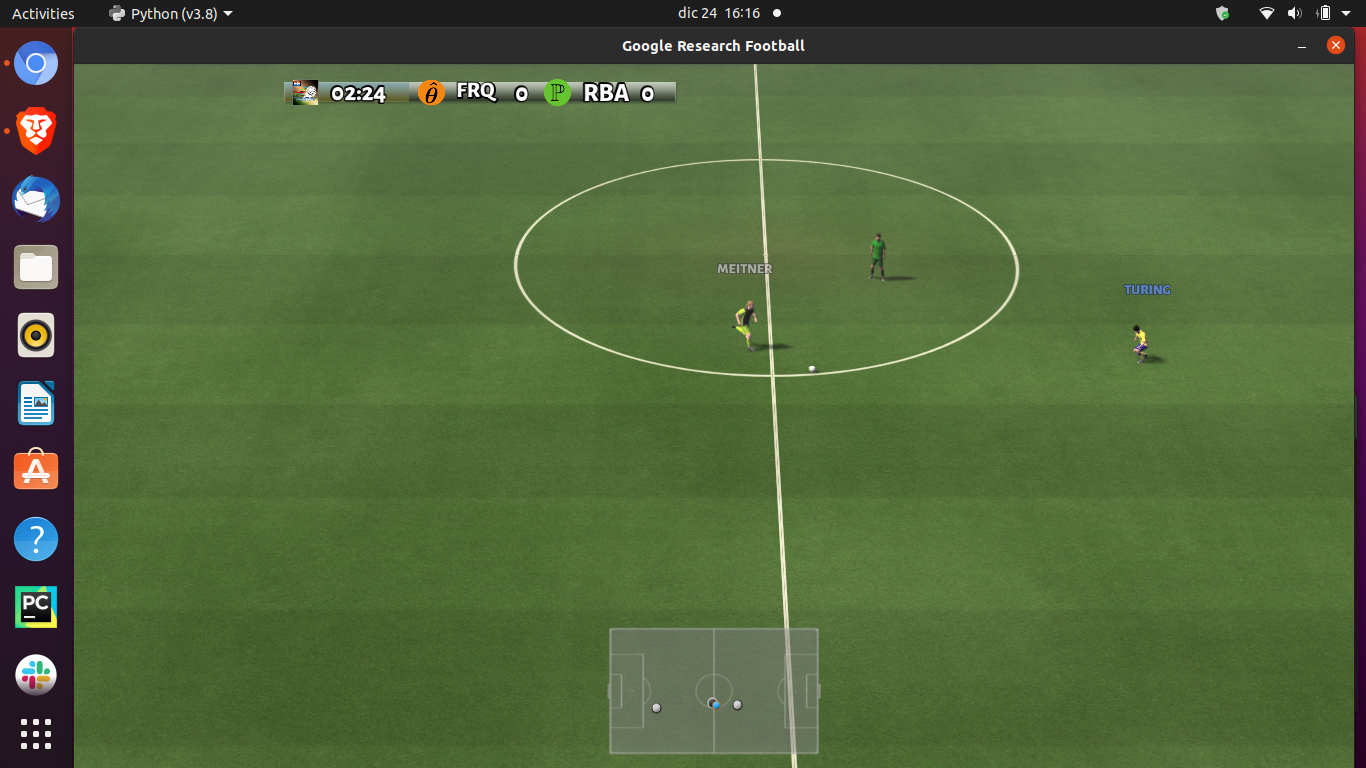 Activities Python (v3.8) dic 24 16:16
Google Research Football
02:24 θ̂ FRQ 0 ℙ RBA 0
MEITNER
TURING
?
PC